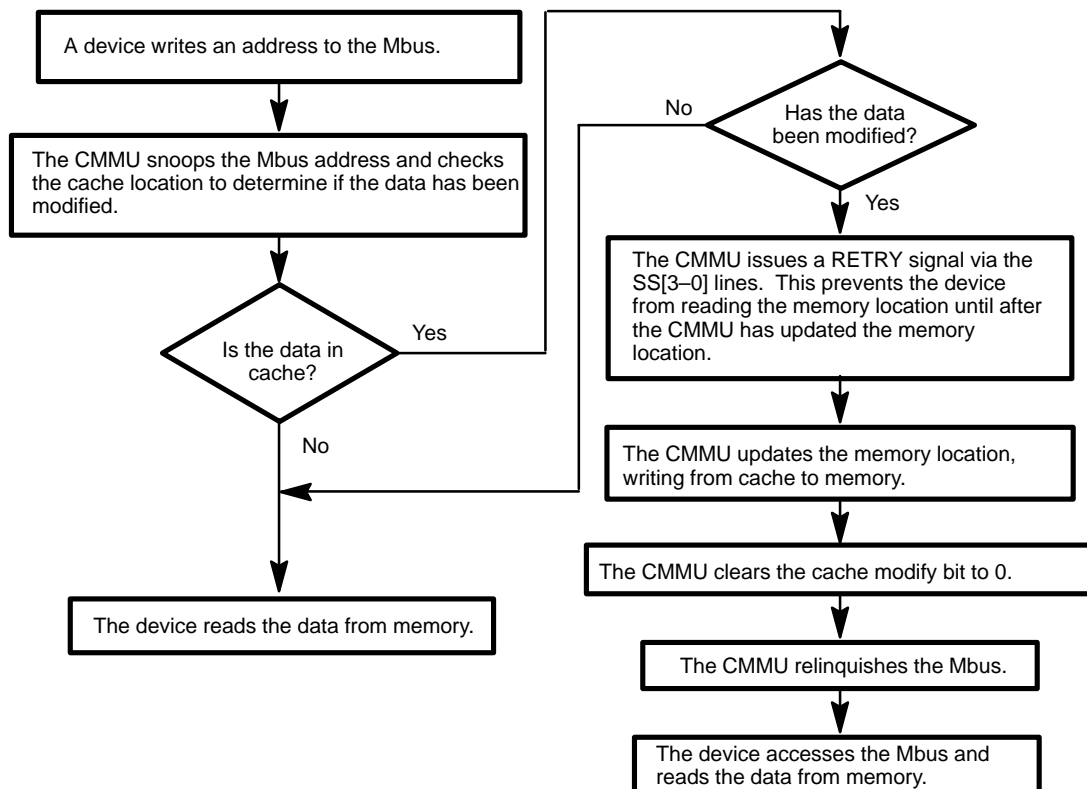 A device writes an address to the Mbus.
The CMMU snoops the Mbus address and checks
the cache location to determine if the data has been
modified.
Is the data in
cache?
Yes
No
The device reads the data from memory.
Has the data
been modified?
No
Yes
The CMMU issues a RETRY signal via the
SS[3–0] lines.  This prevents the device
from reading the memory location until after
the CMMU has updated the memory
location.
The CMMU updates the memory location,
writing from cache to memory.
The CMMU clears the cache modify bit to 0.
The CMMU relinquishes the Mbus.
The device accesses the Mbus and
reads the data from memory.